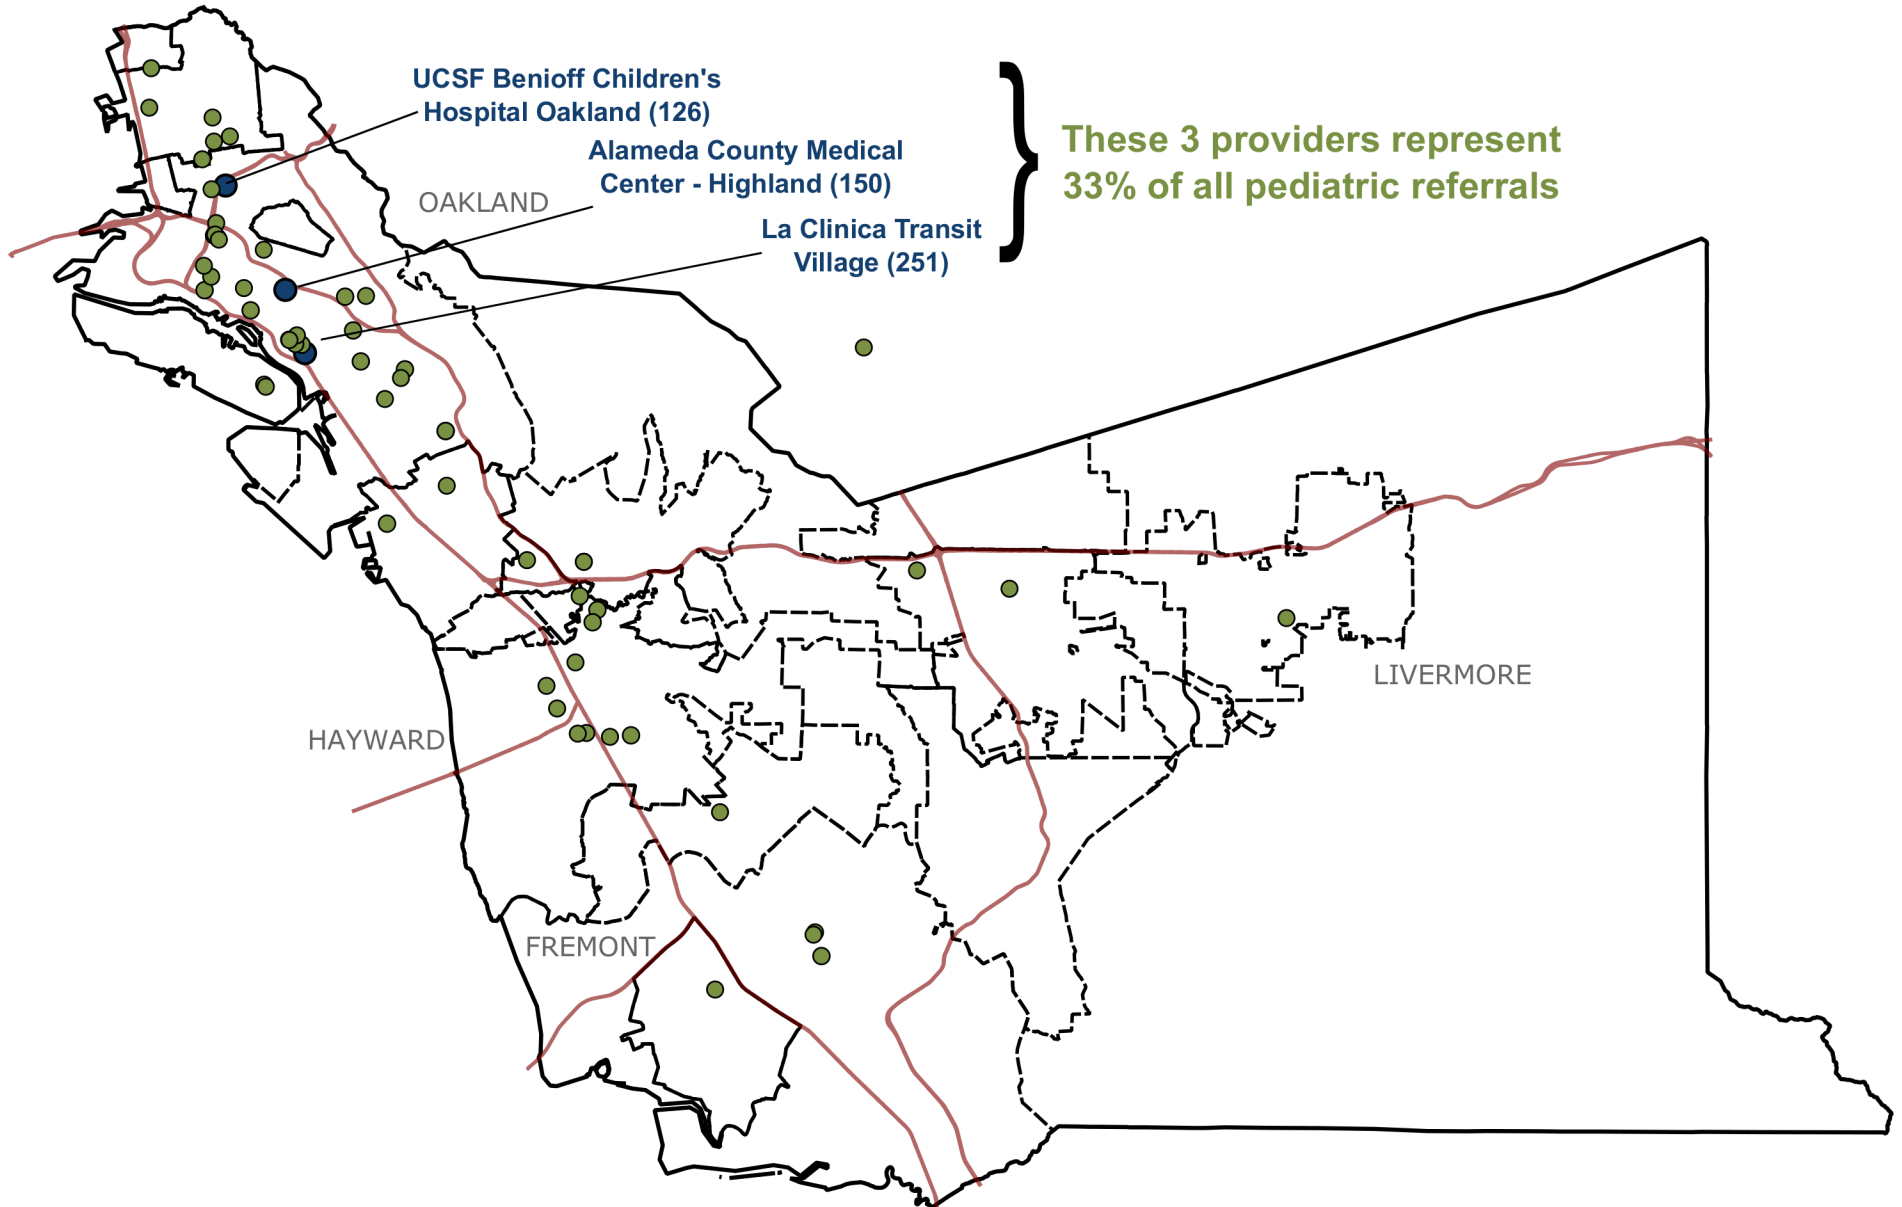 UCSF Benioff Children's
Hospital Oakland (126)
Alameda County Medical
Center - Highland (150)
La Clinica Transit
Village (251)
These 3 providers represent
33% of all pediatric referrals
OAKLAND
LIVERMORE
HAYWARD
FREMONT